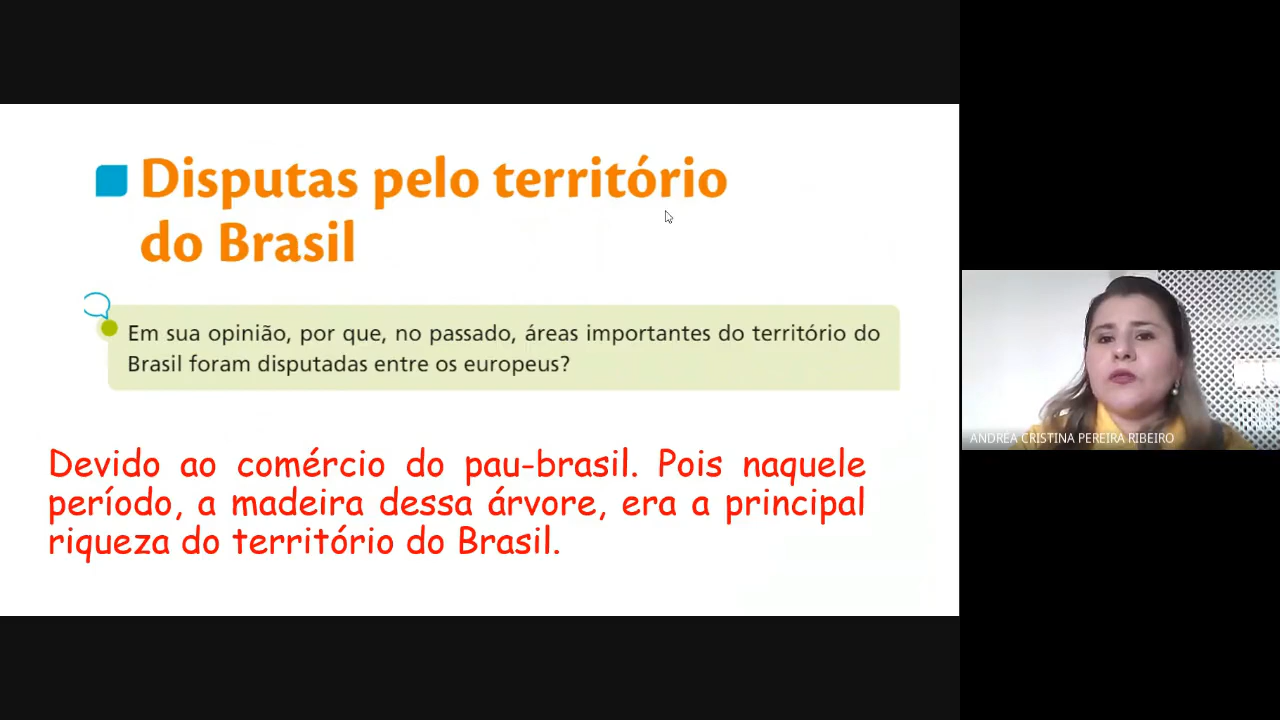 Disputas pelo território
do Brasil
Em sua opinião, por que, no passado, áreas importantes do território do
Brasil foram disputadas entre os europeus?
Devido ao comércio do pau-brasil. Pois naquele
período, a madeira dessa árvore, era a principal
riqueza do território do Brasil.
ANDRÉA CRISTINA PEREIRA RIBEIRO